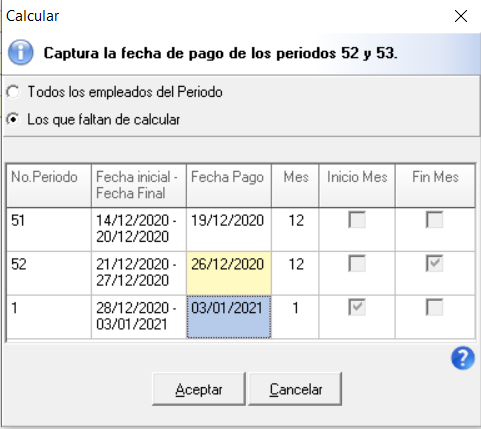 Calcular
Captura la fecha de pago de los periodos 52 y 53.
Todos los empleados del Periodo
Los que faltan de calcular
No.Periodo Fecha inicial - Fecha Pago Mes Inicio Mes Fin Mes
Fecha Final
51 14/12/2020 - 19/12/2020 12
20/12/2020
52 21/12/2020 - 26/12/2020 12
27/12/2020
1 28/12/2020 - 03/01/2021 1
03/01/2021
?
Aceptar Cancelar